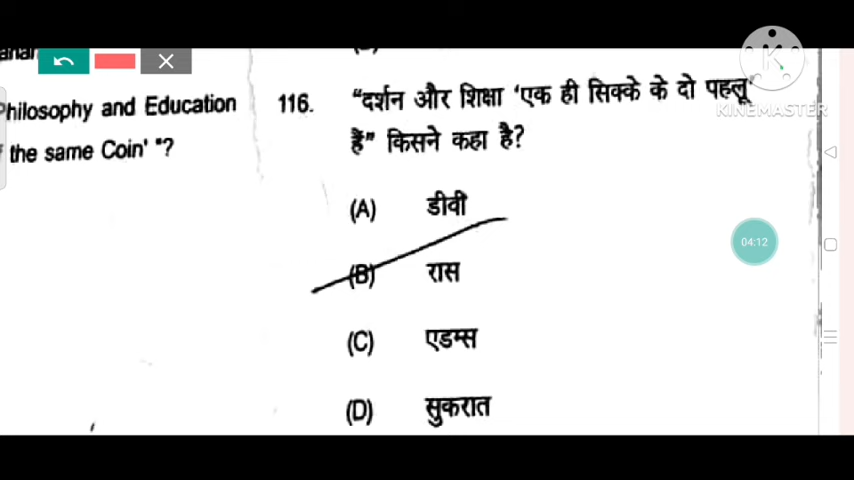 Philosophy and Education
the same Coin' "?
116. "दर्शन और शिक्षा 'एक ही सिक्के के दो पहलू'
हैं" किसने कहा है?
(A) डीवी
(B) रास
(C) एडम्स
(D) सुकरात
K
KINEMASTER
04:12